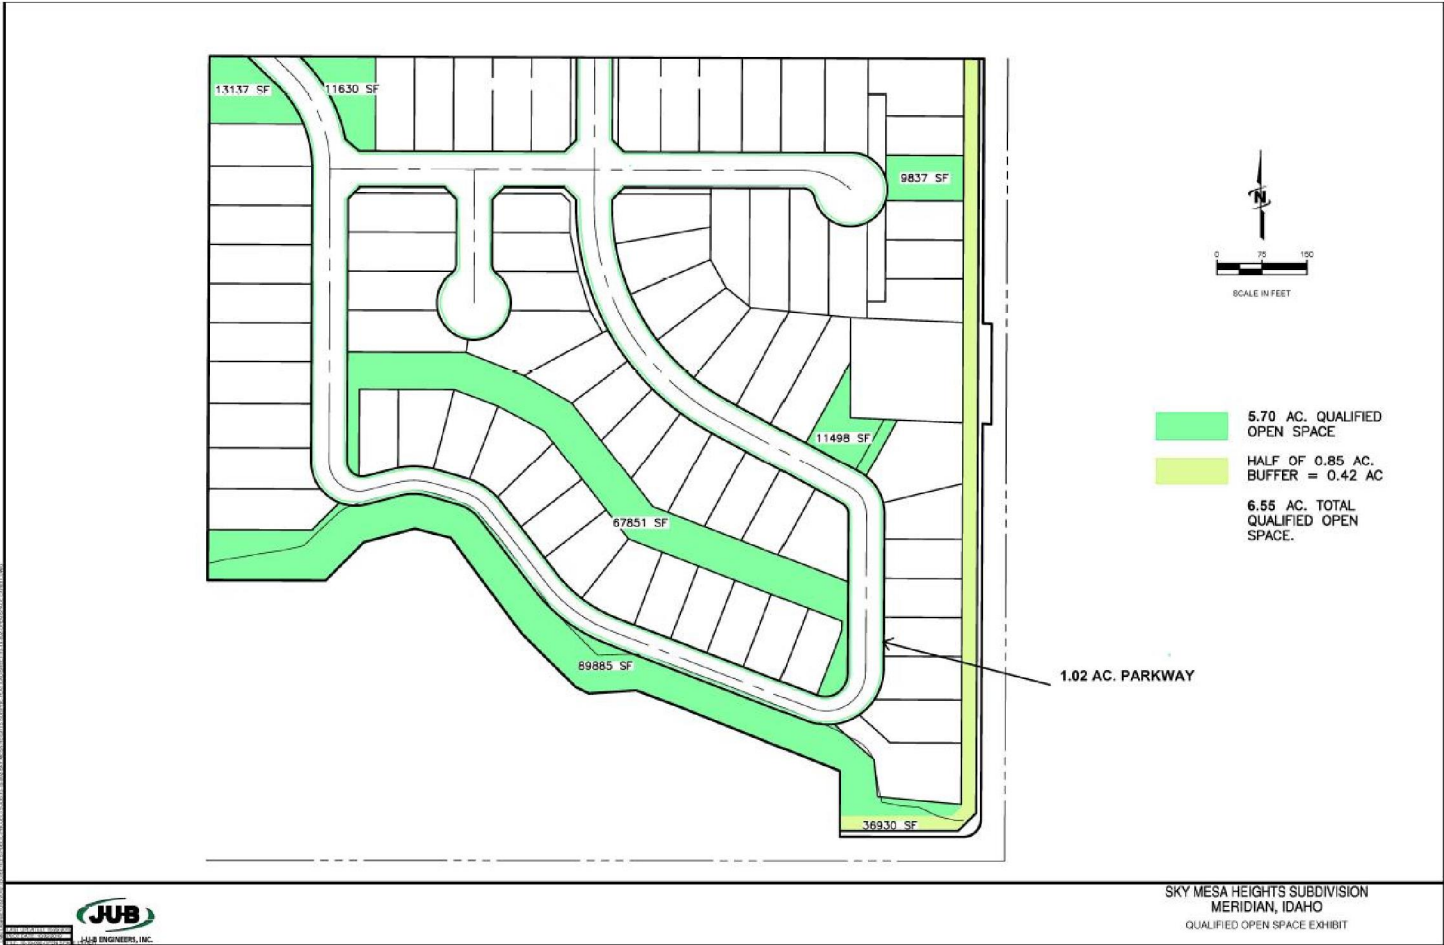 13137 SF
11630 SF
9837 SF
N
0 75 150
SCALE IN FEET
11498 SF
5.70 AC. QUALIFIED
OPEN SPACE
HALF OF 0.85 AC.
BUFFER = 0.42 AC
6.55 AC. TOTAL
QUALIFIED OPEN
SPACE.
67851 SF
89885 SF
1.02 AC. PARKWAY
36930 SF
JUB
J-U-B ENGINEERS, INC.
SKY MESA HEIGHTS SUBDIVISION
MERIDIAN, IDAHO
QUALIFIED OPEN SPACE EXHIBIT